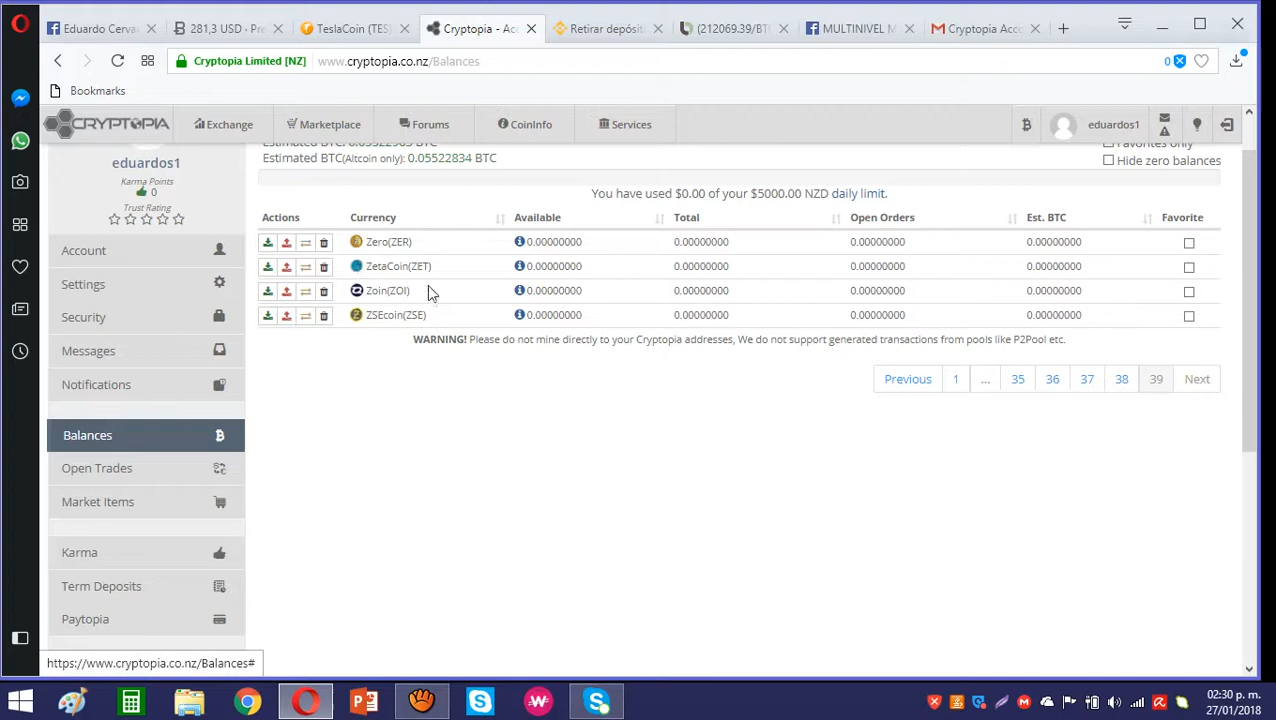 Eduardo Cerva
281,3 USD - Pre
TeslaCoin (TES
Cryptopia - Acc
Retirar depósit
(212069.39/BT
MULTINIVEL M
Cryptopia Acco
Cryptopia Limited [NZ] www.cryptopia.co.nz/Balances 0
Bookmarks
CRYPTOPIA Exchange Marketplace Forums CoinInfo Services eduardos1
eduardos1
Karma Points
0
Trust Rating
Account
Settings
Security
Messages
Notifications
Balances
Open Trades
Market Items
Karma
Term Deposits
Paytopia
Estimated BTC(Altcoin only): 0.05522834 BTC
Favorites only
Hide zero balances
You have used $0.00 of your $5000.00 NZD daily limit.
Actions Currency Available Total Open Orders Est. BTC Favorite
Zero(ZER) 0.00000000 0.00000000 0.00000000 0.00000000
ZetaCoin(ZET) 0.00000000 0.00000000 0.00000000 0.00000000
Zoin(ZOI) 0.00000000 0.00000000 0.00000000 0.00000000
ZSEcoin(ZSE) 0.00000000 0.00000000 0.00000000 0.00000000
WARNING! Please do not mine directly to your Cryptopia addresses, We do not support generated transactions from pools like P2Pool etc.
Previous 1 ... 35 36 37 38 39 Next
https://www.cryptopia.co.nz/Balances#
02:30 p. m.
27/01/2018